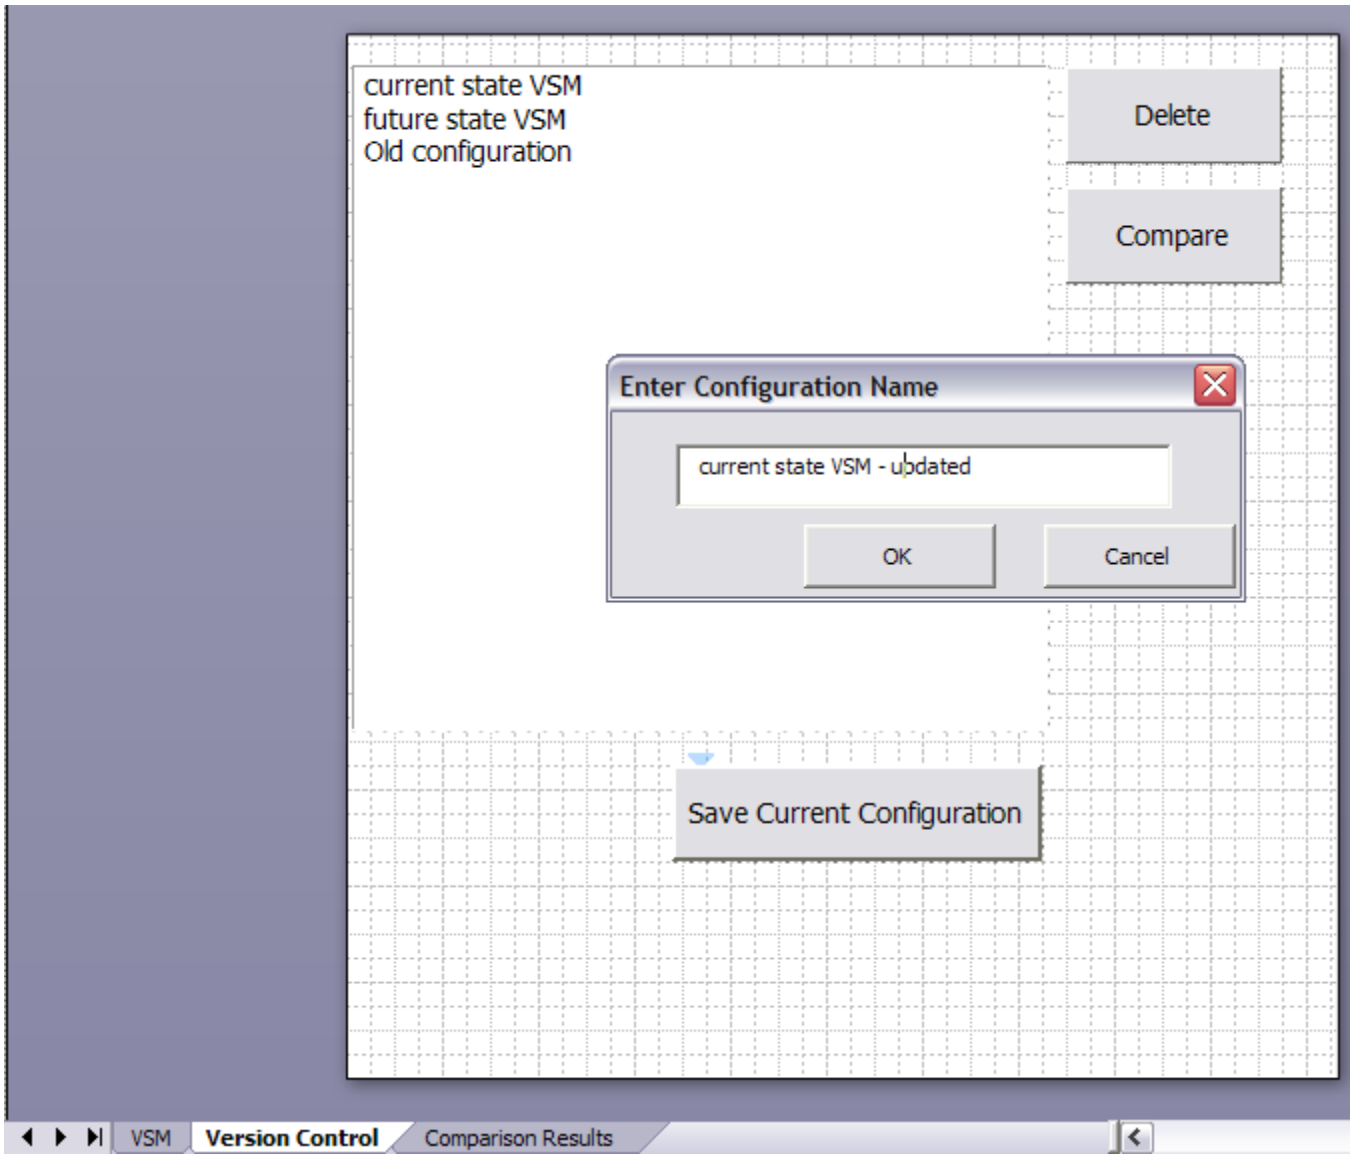 current state VSM
future state VSM
Old configuration
Delete
Compare
Enter Configuration Name
current state VSM - updated
OK
Cancel
Save Current Configuration
VSM
Version Control
Comparison Results